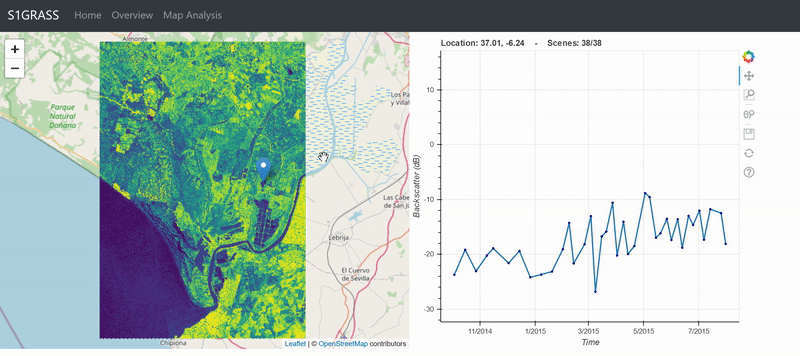 S1GRASS Home Overview Map Analysis
+
−
Almonte
Parque
Natural
Doñana
Los Pa
y Villaf
Las Cabe
de San Ju
Lebrija
El Cuervo
de Sevilla
Chipiona
Leaflet | © OpenStreetMap contributors
Location: 37.01, -6.24 - Scenes: 38/38
10
0
-10
-20
-30
Backscatter (dB)
11/2014 1/2015 3/2015 5/2015 7/2015
Time